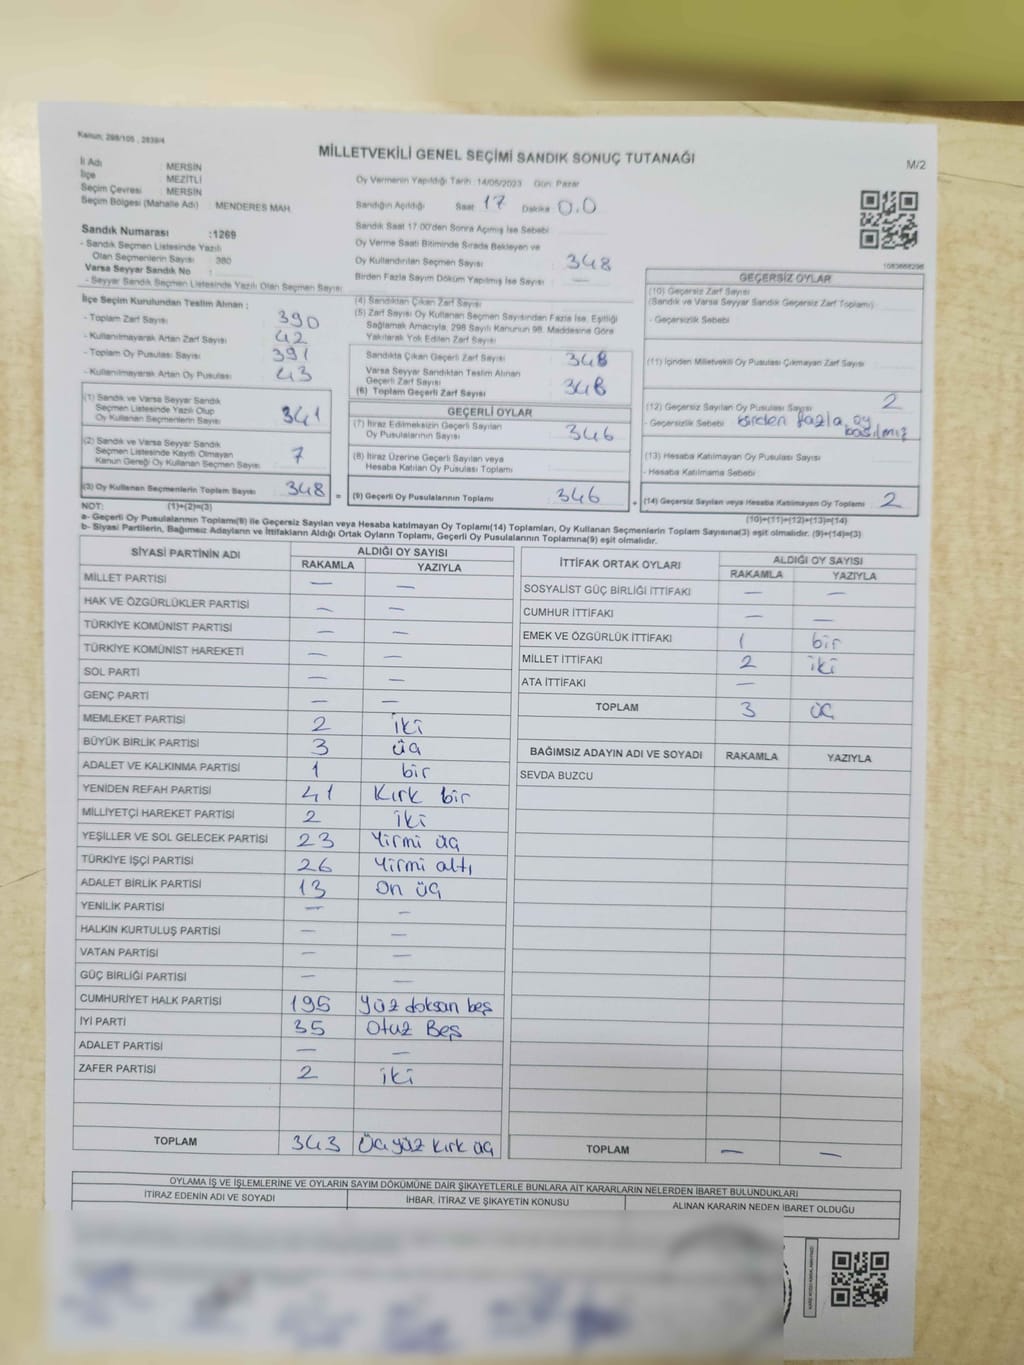 Kanun; 298/105 , 2839/4
MİLLETVEKİLİ GENEL SEÇİMİ SANDIK SONUÇ TUTANAĞI
M/2
İl Adı : MERSİN
İlçe : MEZİTLİ
Seçim Çevresi : MERSİN
Seçim Bölgesi (Mahalle Adı) : MENDERES MAH.
Oy Vermenin Yapıldığı Tarih :14/05/2023 Gün: Pazar
Sandığın Açıldığı Saat 17 Dakika 0.0
Sandık Saat 17:00'den Sonra Açılmış İse Sebebi
Oy Verme Saati Bitiminde Sırada Bekleyen ve
Oy Kullandırılan Seçmen Sayısı 348
Birden Fazla Sayım Döküm Yapılmış İse Sayısı : —
Sandık Numarası :1269
- Sandık Seçmen Listesinde Yazılı
Olan Seçmenlerin Sayısı : 380
Varsa Seyyar Sandık No :
- Seyyar Sandık Seçmen Listesinde Yazılı Olan Seçmen Sayısı:
İlçe Seçim Kurulundan Teslim Alınan ;
- Toplam Zarf Sayısı 390
- Kullanılmayarak Artan Zarf Sayısı 42
- Toplam Oy Pusulası Sayısı 391
- Kullanılmayarak Artan Oy Pusulası 43
(1) Sandık ve Varsa Seyyar Sandık
Seçmen Listesinde Yazılı Olup
Oy Kullanan Seçmenlerin Sayısı 341
(2) Sandık ve Varsa Seyyar Sandık
Seçmen Listesinde Kayıtlı Olmayan
Kanun Gereği Oy Kullanan Seçmen Sayısı 7
(3) Oy Kullanan Seçmenlerin Toplam Sayısı 348 =
(4) Sandıktan Çıkan Zarf Sayısı
(5) Zarf Sayısı Oy Kullanan Seçmen Sayısından Fazla İse, Eşitliği
Sağlamak Amacıyla, 298 Sayılı Kanunun 98. Maddesine Göre
Yakılarak Yok Edilen Zarf Sayısı
Sandıkta Çıkan Geçerli Zarf Sayısı 348
Varsa Seyyar Sandıktan Teslim Alınan
Geçerli Zarf Sayısı
(6) Toplam Geçerli Zarf Sayısı 348
GEÇERLİ OYLAR
(7) İtiraz Edilmeksizin Geçerli Sayılan
Oy Pusulalarının Sayısı 346
(8) İtiraz Üzerine Geçerli Sayılan veya
Hesaba Katılan Oy Pusulası Toplamı
(9) Geçerli Oy Pusulalarının Toplamı 346 +
1083668296
GEÇERSİZ OYLAR
(10) Geçersiz Zarf Sayısı
(Sandık ve Varsa Seyyar Sandık Geçersiz Zarf Toplamı)
- Geçersizlik Sebebi :
(11) İçinden Milletvekili Oy Pusulası Çıkmayan Zarf Sayısı
(12) Geçersiz Sayılan Oy Pusulası Sayısı 2
- Geçersizlik Sebebi birden fazla oy
basılmış
(13) Hesaba Katılmayan Oy Pusulası Sayısı
- Hesaba Katılmama Sebebi :
(14) Geçersiz Sayılan veya Hesaba Katılmayan Oy Toplamı 2
NOT: (1)+(2)=(3) (10)+(11)+(12)+(13)=(14)
a- Geçerli Oy Pusulalarının Toplamı(9) ile Geçersiz Sayılan veya Hesaba katılmayan Oy Toplamı(14) Toplamları, Oy Kullanan Seçmenlerin Toplam Sayısına(3) eşit olmalıdır. (9)+(14)=(3)
b- Siyasi Partilerin, Bağımsız Adayların ve İttifakların Aldığı Ortak Oyların Toplamı, Geçerli Oy Pusulalarının Toplamına(9) eşit olmalıdır.
SİYASİ PARTİNİN ADI ALDIĞI OY SAYISI
RAKAMLA YAZIYLA
MİLLET PARTİSİ — —
HAK VE ÖZGÜRLÜKLER PARTİSİ — —
TÜRKİYE KOMÜNİST PARTİSİ — —
TÜRKİYE KOMÜNİST HAREKETİ — —
SOL PARTİ — —
GENÇ PARTİ — —
MEMLEKET PARTİSİ 2 iki
BÜYÜK BİRLİK PARTİSİ 3 üç
ADALET VE KALKINMA PARTİSİ 1 bir
YENİDEN REFAH PARTİSİ 41 Kırk bir
MİLLİYETÇİ HAREKET PARTİSİ 2 iki
YEŞİLLER VE SOL GELECEK PARTİSİ 23 Yirmi üç
TÜRKİYE İŞÇİ PARTİSİ 26 Yirmi altı
ADALET BİRLİK PARTİSİ 13 On üç
YENİLİK PARTİSİ — —
HALKIN KURTULUŞ PARTİSİ — —
VATAN PARTİSİ — —
GÜÇ BİRLİĞİ PARTİSİ — —
CUMHURİYET HALK PARTİSİ 195 Yüz doksan beş
İYİ PARTİ 35 Otuz Beş
ADALET PARTİSİ — —
ZAFER PARTİSİ 2 iki
TOPLAM 343 Üçyüz kırk üç
İTTİFAK ORTAK OYLARI ALDIĞI OY SAYISI
RAKAMLA YAZIYLA
SOSYALİST GÜÇ BİRLİĞİ İTTİFAKI — —
CUMHUR İTTİFAKI — —
EMEK VE ÖZGÜRLÜK İTTİFAKI 1 bir
MİLLET İTTİFAKI 2 iki
ATA İTTİFAKI —
TOPLAM 3 üç
BAĞIMSIZ ADAYIN ADI VE SOYADI RAKAMLA YAZIYLA
SEVDA BUZCU
TOPLAM — —
OYLAMA İŞ VE İŞLEMLERİNE VE OYLARIN SAYIM DÖKÜMÜNE DAİR ŞİKAYETLERLE BUNLARA AİT KARARLARIN NELERDEN İBARET BULUNDUKLARI
İTİRAZ EDENİN ADI VE SOYADI İHBAR, İTİRAZ VE ŞİKAYETİN KONUSU ALINAN KARARIN NEDEN İBARET OLDUĞU